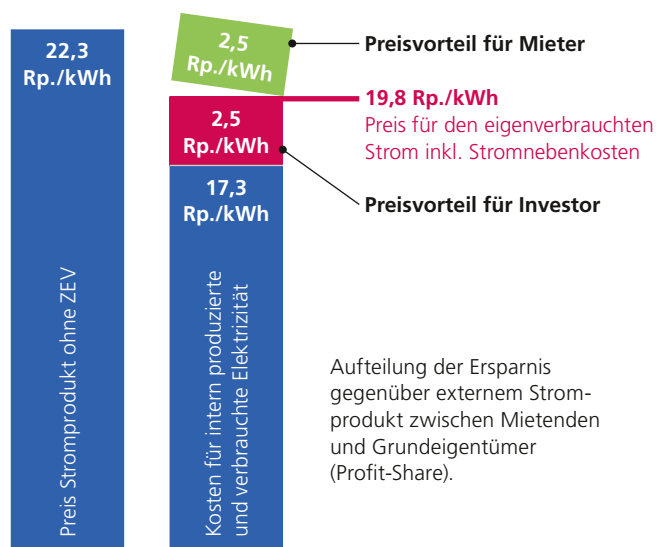 22,3
Rp./kWh
Preis Stromprodukt ohne ZEV
2,5
Rp./kWh
2,5
Rp./kWh
17,3
Rp./kWh
Kosten für intern produzierte
und verbrauchte Elektrizität
Preisvorteil für Mieter
19,8 Rp./kWh
Preis für den eigenverbrauchten
Strom inkl. Stromnebenkosten
Preisvorteil für Investor
Aufteilung der Ersparnis
gegenüber externem Strom-
produkt zwischen Mietenden
und Grundeigentümer
(Profit-Share).